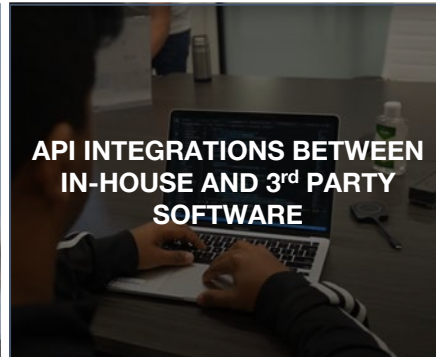 API INTEGRATIONS BETWEEN
IN-HOUSE AND 3rd PARTY
SOFTWARE